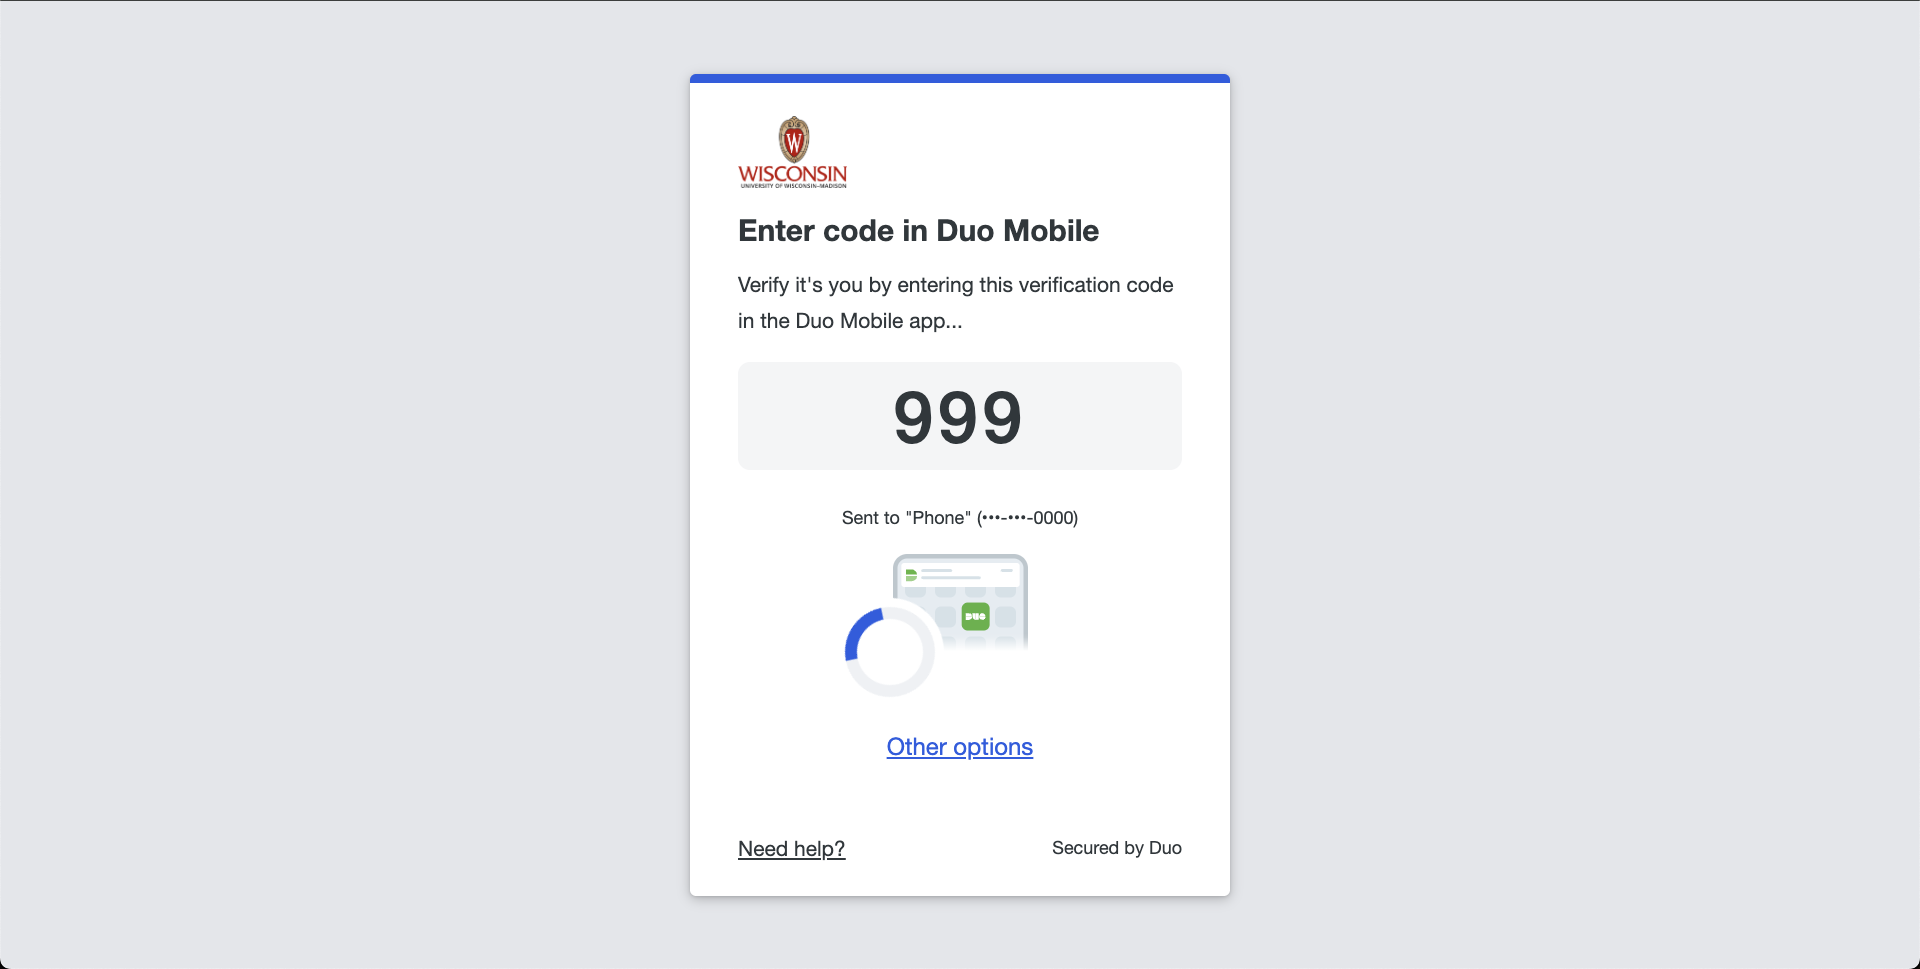 W
WISCONSIN
UNIVERSITY OF WISCONSIN–MADISON
Enter code in Duo Mobile
Verify it's you by entering this verification code
in the Duo Mobile app...
999
Sent to "Phone" (•••-•••-0000)
DUO
Other options
Need help?
Secured by Duo